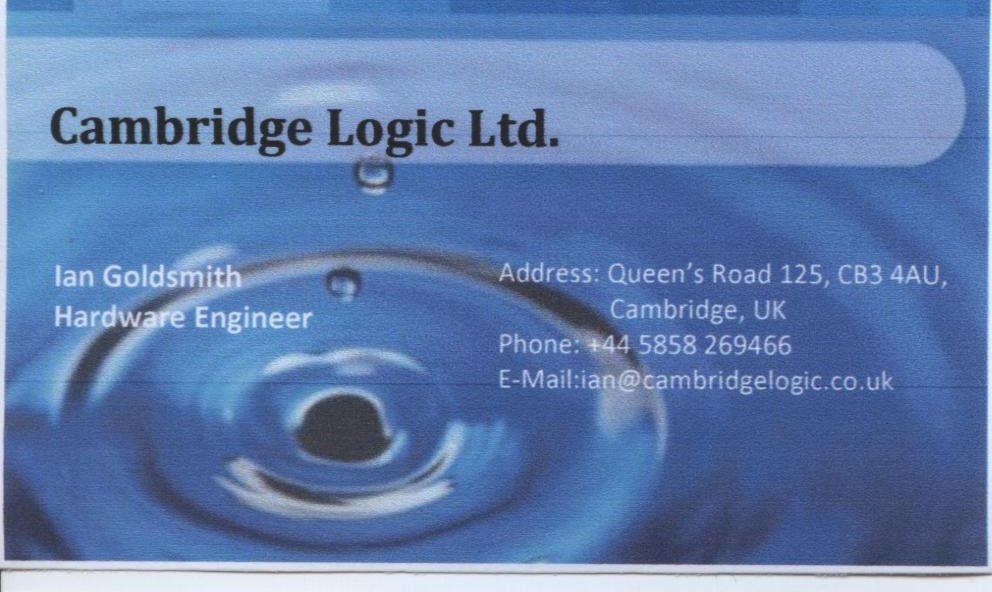 Cambridge Logic Ltd.
Ian Goldsmith
Hardware Engineer
Address: Queen's Road 125, CB3 4AU,
Cambridge, UK
Phone: +44 5858 269466
E-Mail:ian@cambridgelogic.co.uk